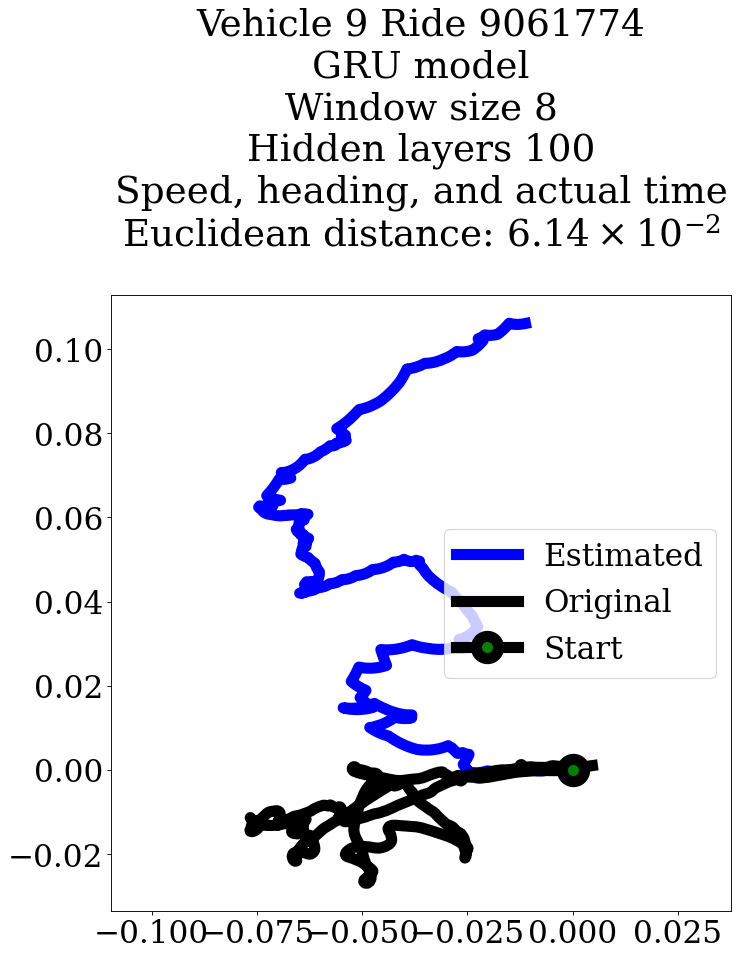 Vehicle 9 Ride 9061774
GRU model
Window size 8
Hidden layers 100
Speed, heading, and actual time
Euclidean distance: 6.14 × 10⁻²
0.10
0.08
0.06
0.04
0.02
0.00
−0.02
Estimated
Original
Start
−0.100 −0.075 −0.050 −0.025 0.000 0.025